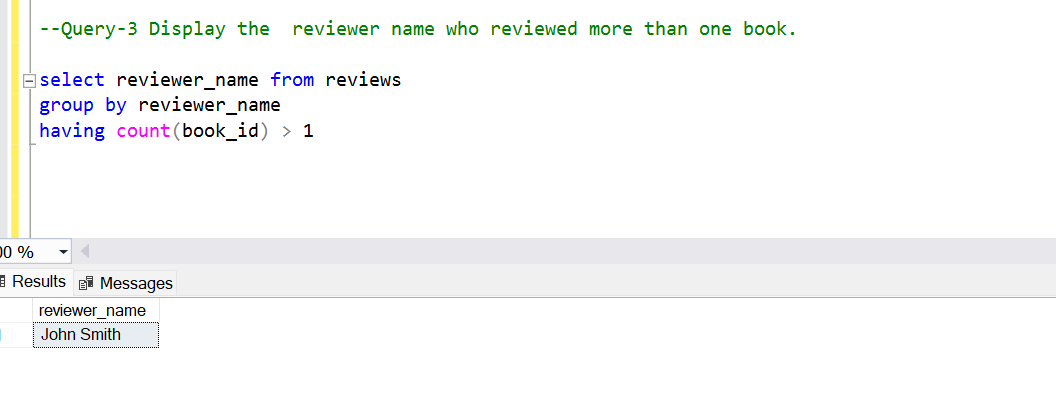 --Query-3 Display the  reviewer name who reviewed more than one book.
select reviewer_name from reviews
group by reviewer_name
having count(book_id) > 1
00 %
Results Messages
reviewer_name
John Smith